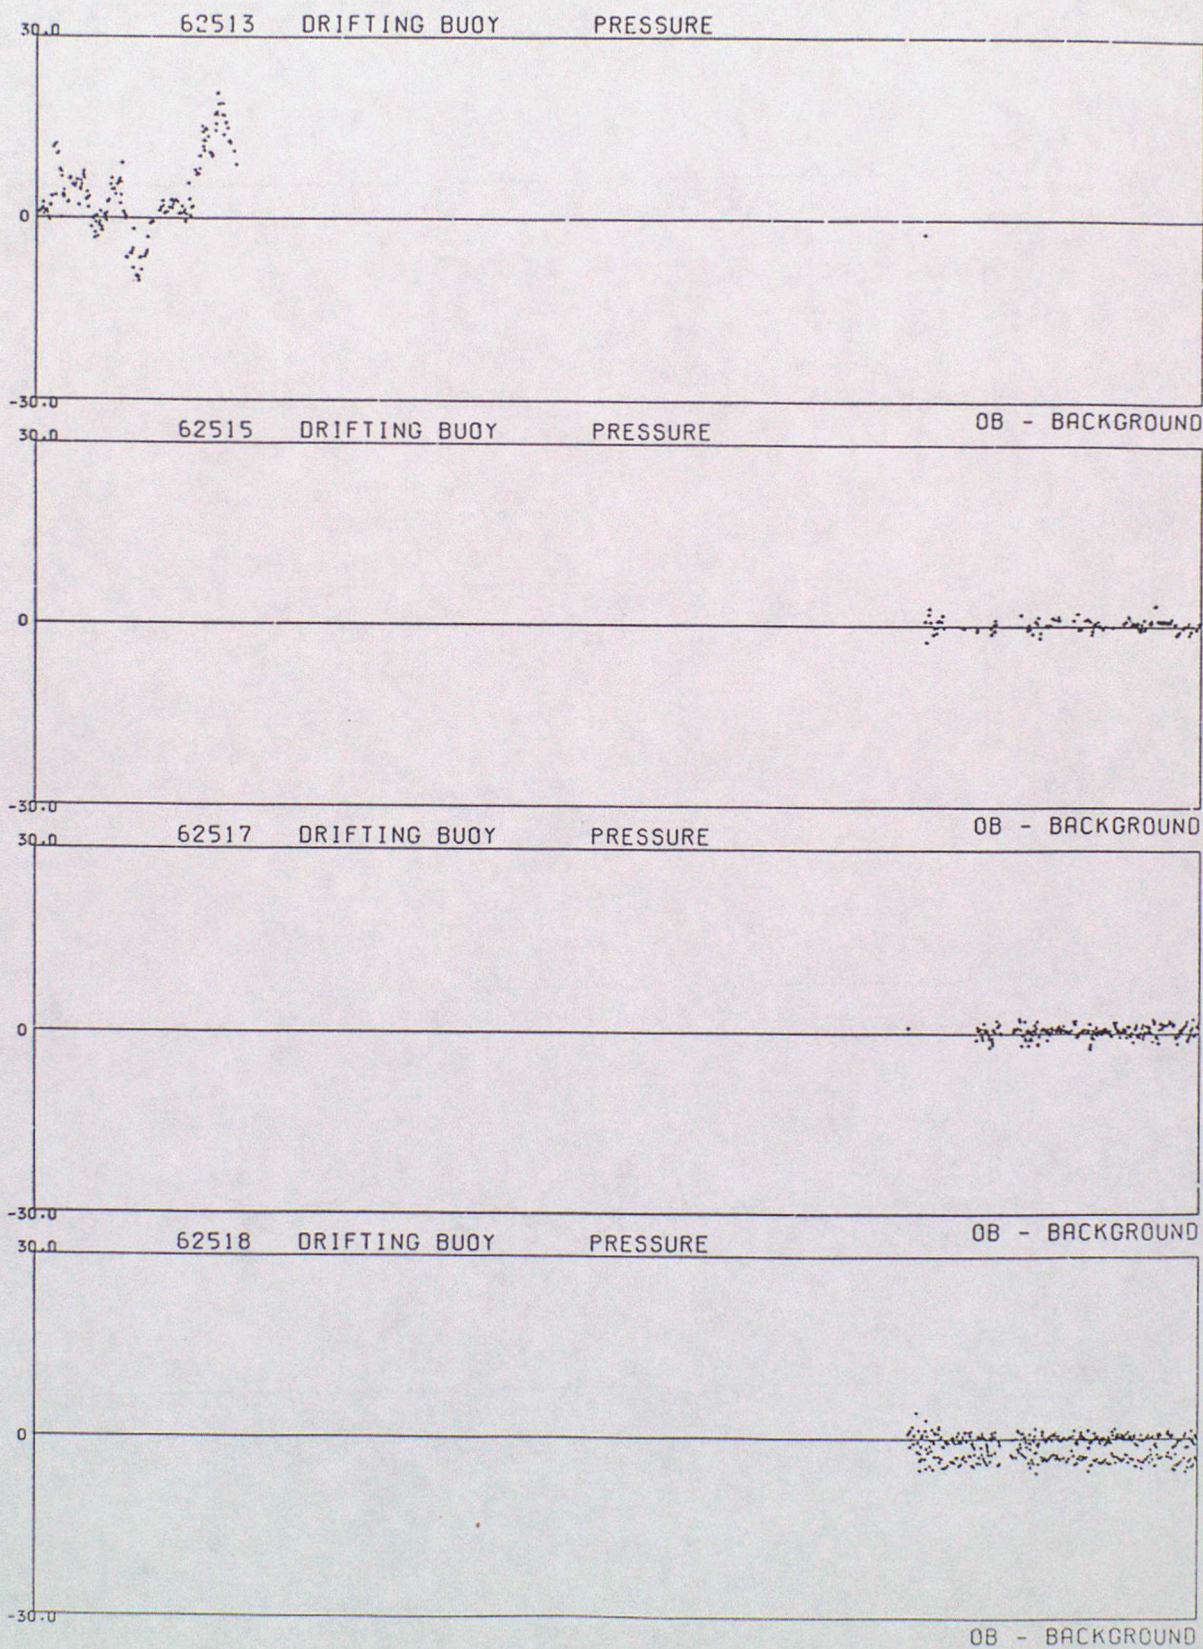 30.0 62513 DRIFTING BUOY PRESSURE
0
-30.0
OB - BACKGROUND
30.0 62515 DRIFTING BUOY PRESSURE
0
-30.0
OB - BACKGROUND
30.0 62517 DRIFTING BUOY PRESSURE
0
-30.0
OB - BACKGROUND
30.0 62518 DRIFTING BUOY PRESSURE
0
-30.0
OB - BACKGROUND